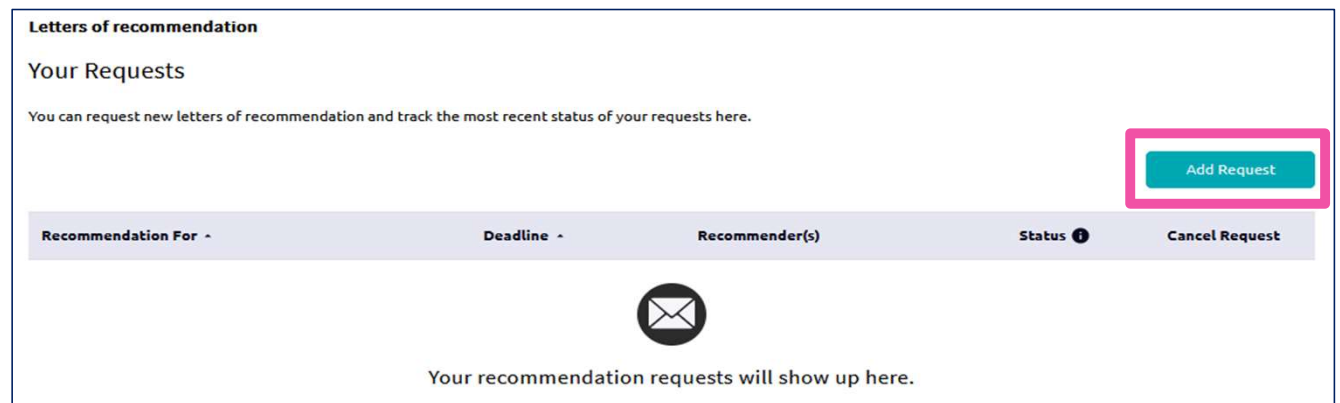 Letters of recommendation
Your Requests
You can request new letters of recommendation and track the most recent status of your requests here.
Add Request
Recommendation For Deadline Recommender(s) Status Cancel Request
Your recommendation requests will show up here.